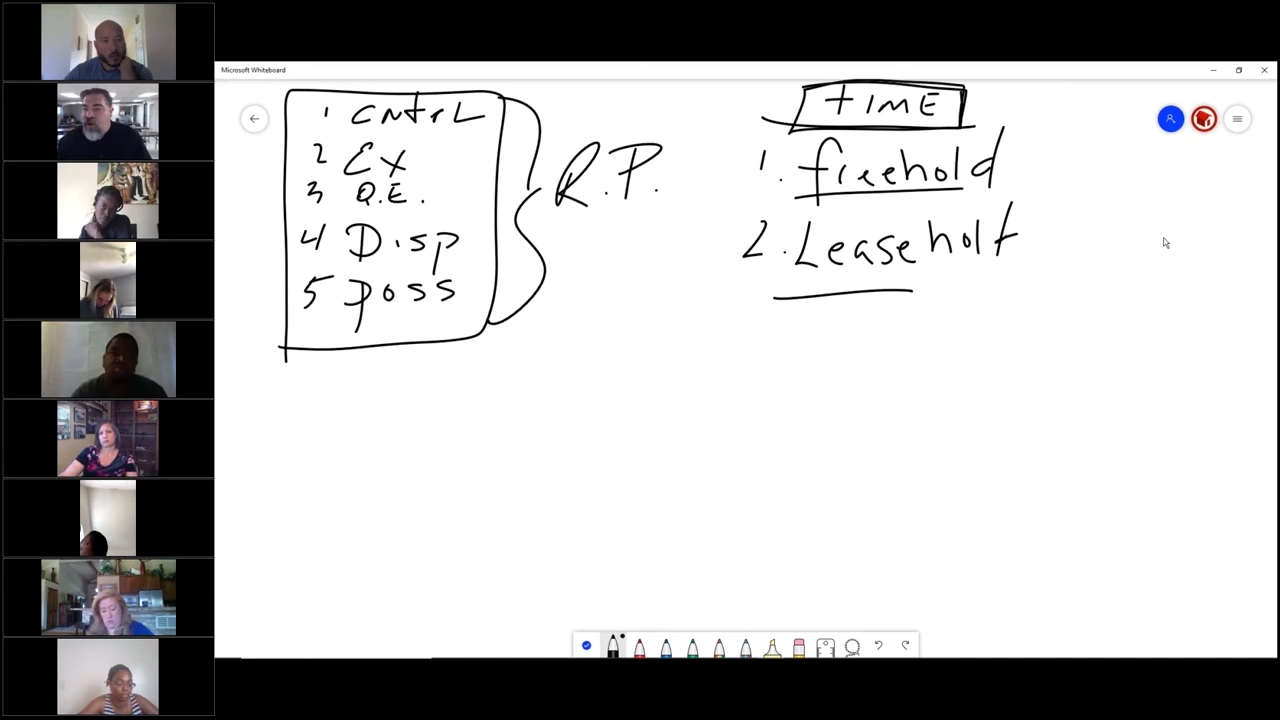 Microsoft Whiteboard
1 CNtrL
2 Ex
3 Q.E.
4 Disp
5 poss
R.P.
TIME
1. freehold
2. Leasehold